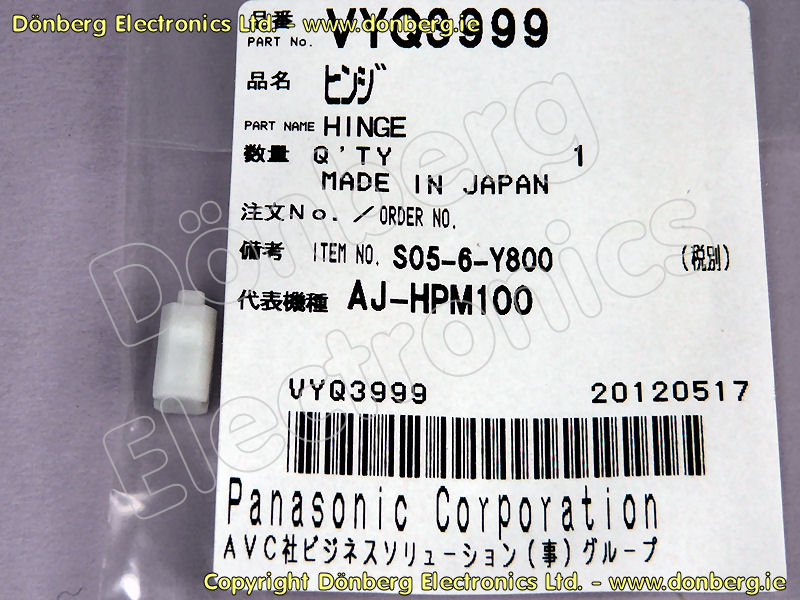 Dönberg Electronics Ltd. - www.donberg.ie
品番
PART No. VYQ3999
品名 ヒンジ
PART NAME HINGE
数量 Q'TY 1
MADE IN JAPAN
注文No./ORDER NO.
備考 ITEM NO. S05-6-Y800 (税別)
代表機種 AJ-HPM100
VYQ3999 20120517
Panasonic Corporation
AVC社ビジネスソリューション(事)グループ
Dönberg Electronics
Copyright Dönberg Electronics Ltd. - www.donberg.ie